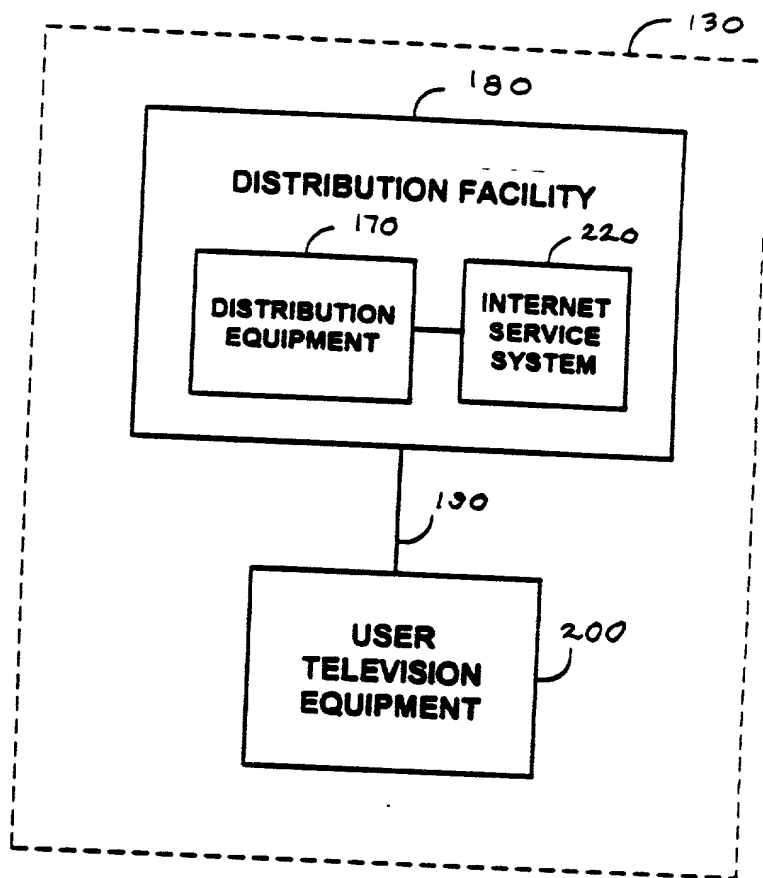 130
180
DISTRIBUTION FACILITY
170
220
DISTRIBUTION
EQUIPMENT
INTERNET
SERVICE
SYSTEM
190
USER
TELEVISION
EQUIPMENT
200